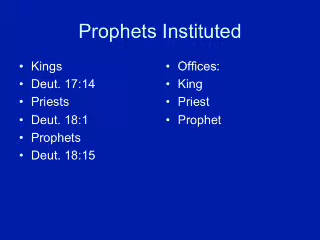 Prophets Instituted
• Kings
• Deut. 17:14
• Priests
• Deut. 18:1
• Prophets
• Deut. 18:15
• Offices:
• King
• Priest
• Prophet